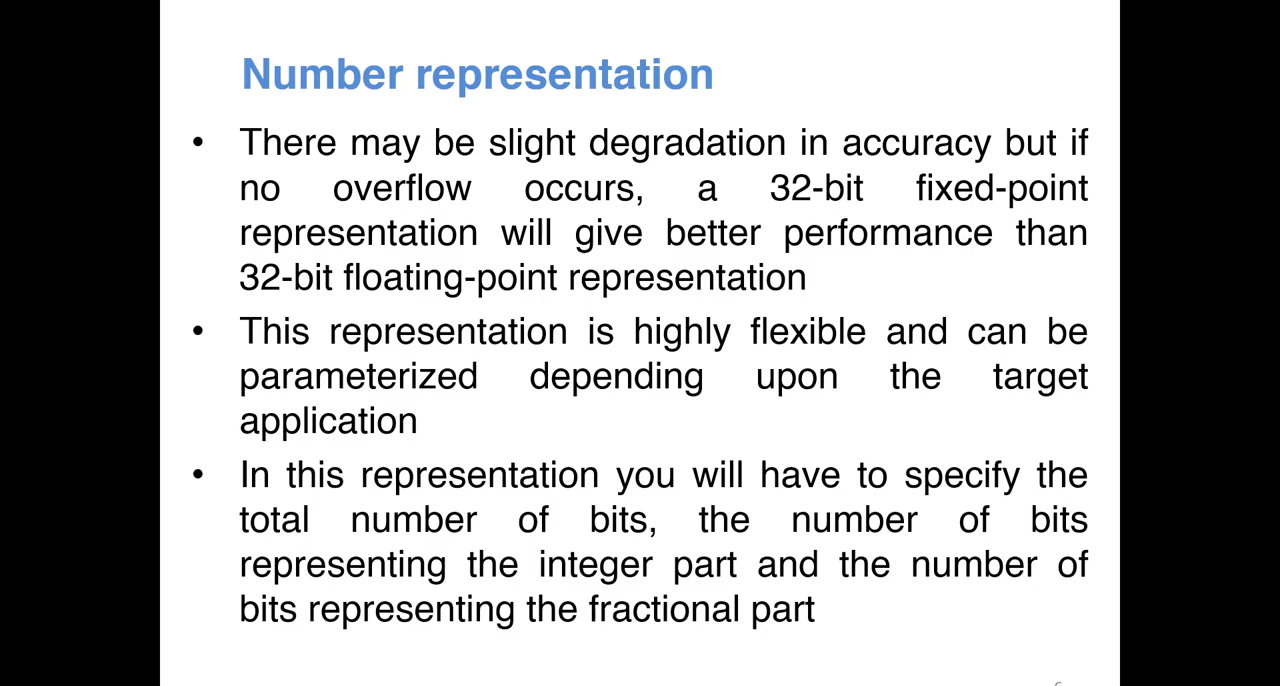 Number representation
• There may be slight degradation in accuracy but if
no overflow occurs, a 32-bit fixed-point
representation will give better performance than
32-bit floating-point representation
• This representation is highly flexible and can be
parameterized depending upon the target
application
• In this representation you will have to specify the
total number of bits, the number of bits
representing the integer part and the number of
bits representing the fractional part